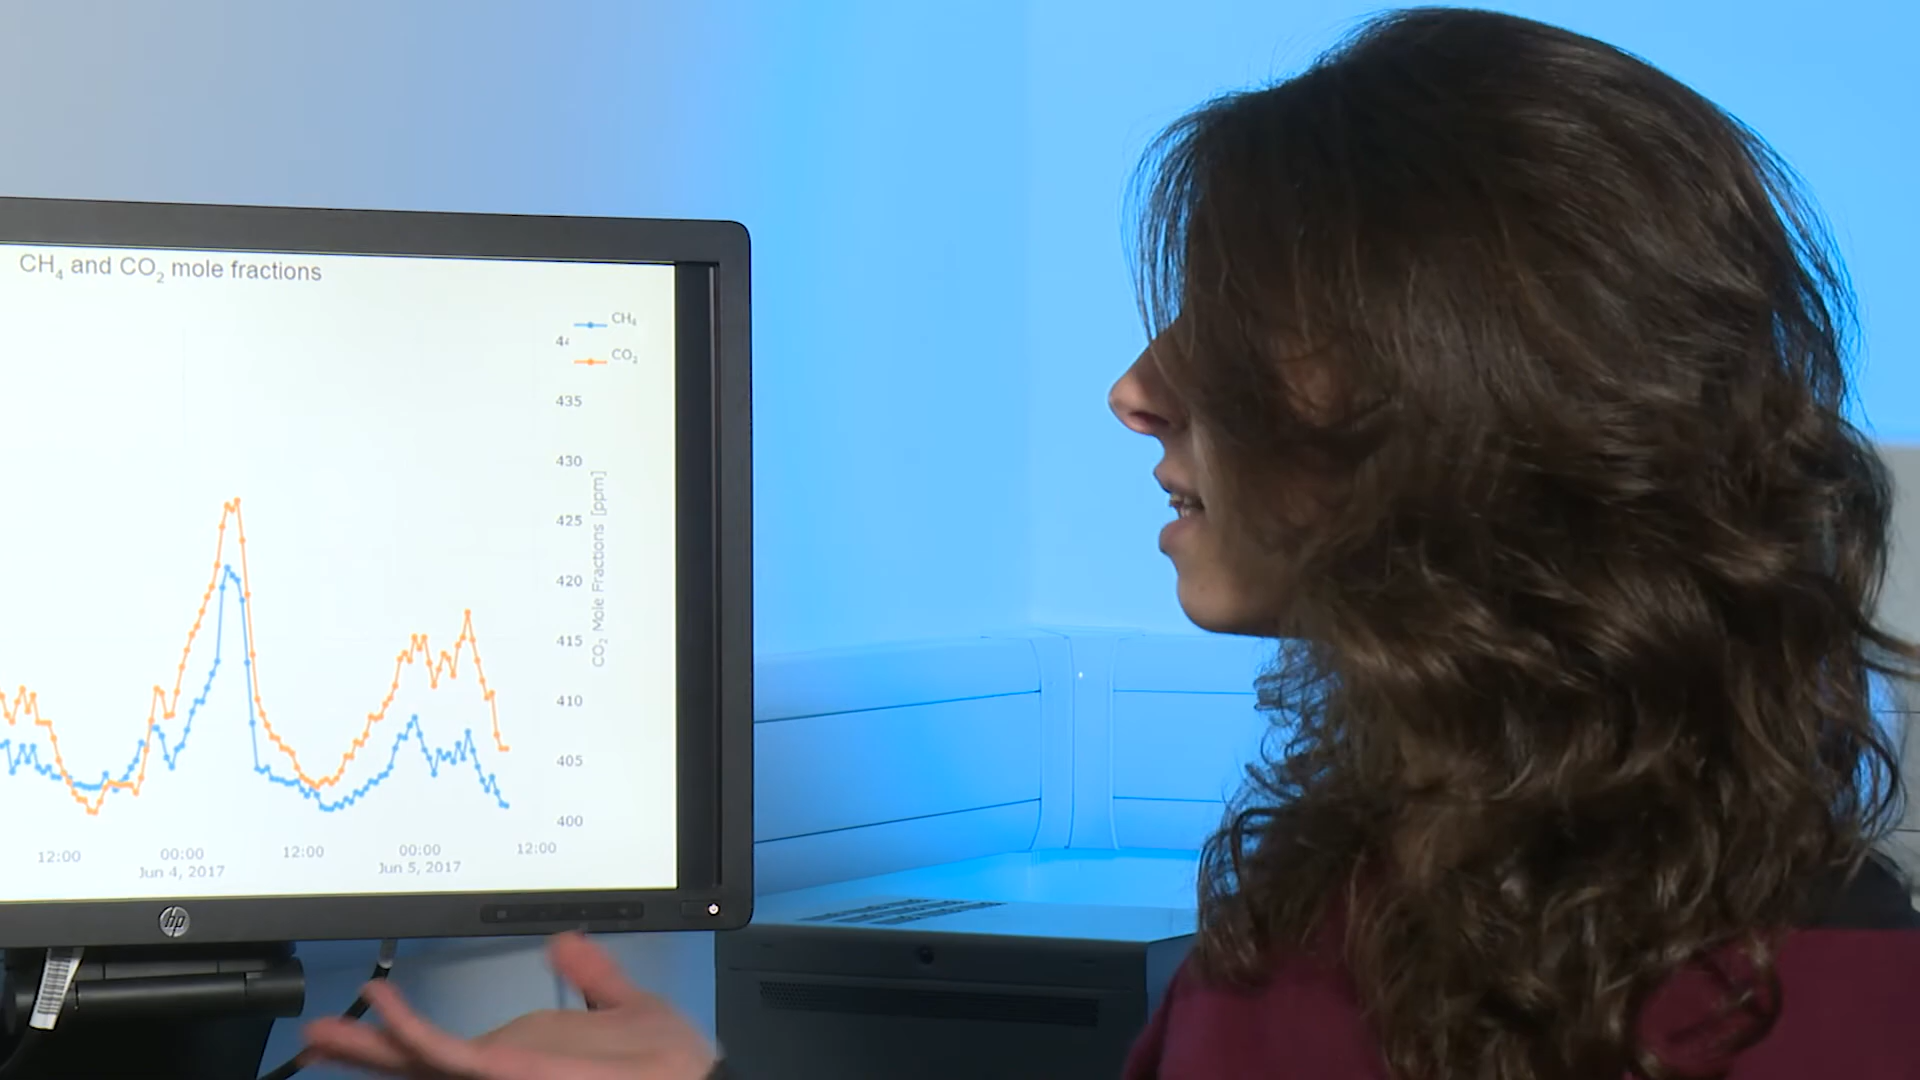 CH₄ and CO₂ mole fractions
CH₄
44
CO₂
435
430
425
420
415
410
405
400
CO₂ Mole Fractions [ppm]
12:00
00:00
12:00
00:00
12:00
Jun 4, 2017
Jun 5, 2017
hp